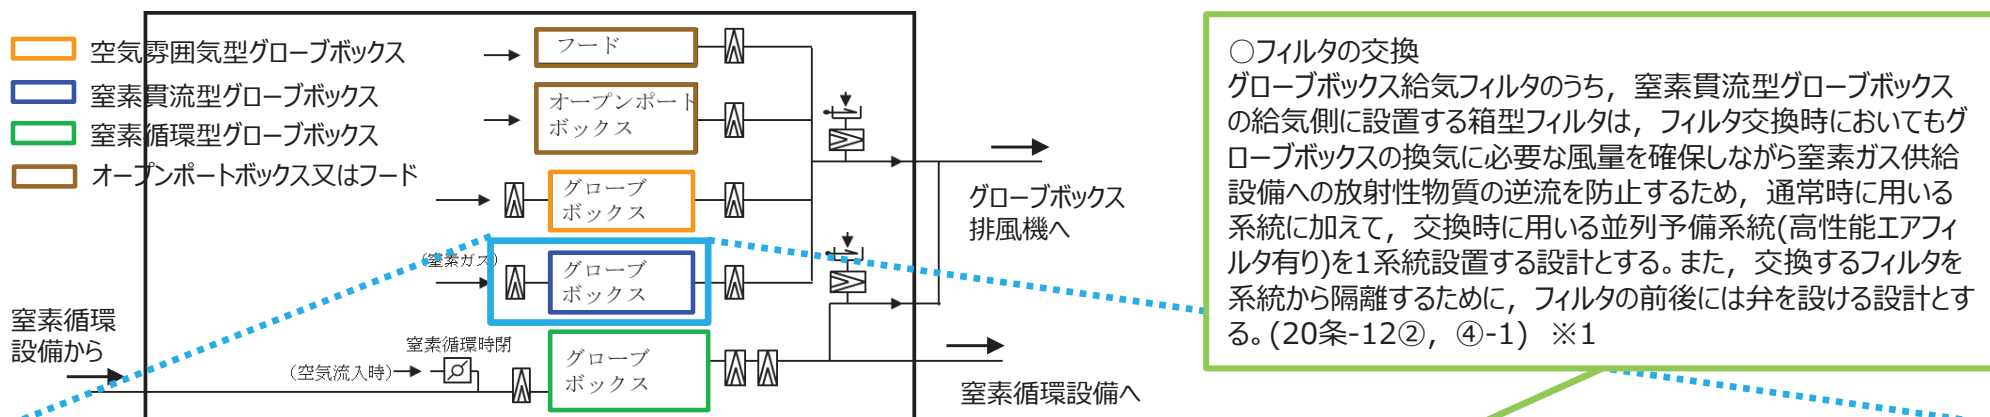 空気雰囲気型グローブボックス
窒素貫流型グローブボックス
窒素循環型グローブボックス
オープンポートボックス又はフード
フード
オープンポート
ボックス
グローブ
ボックス
(窒素ガス)
グローブ
ボックス
窒素循環
設備から
窒素循環時閉
(空気流入時)
グローブ
ボックス
グローブボックス
排風機へ
窒素循環設備へ
○フィルタの交換
グローブボックス給気フィルタのうち，窒素貫流型グローブボックス
の給気側に設置する箱型フィルタは，フィルタ交換時においてもグ
ローブボックスの換気に必要な風量を確保しながら窒素ガス供給
設備への放射性物質の逆流を防止するため，通常時に用いる
系統に加えて，交換時に用いる並列予備系統(高性能エアフィ
ルタ有り)を1系統設置する設計とする。また，交換するフィルタを
系統から隔離するために，フィルタの前後には弁を設ける設計とす
る。(20条-12②，④-1)　※1